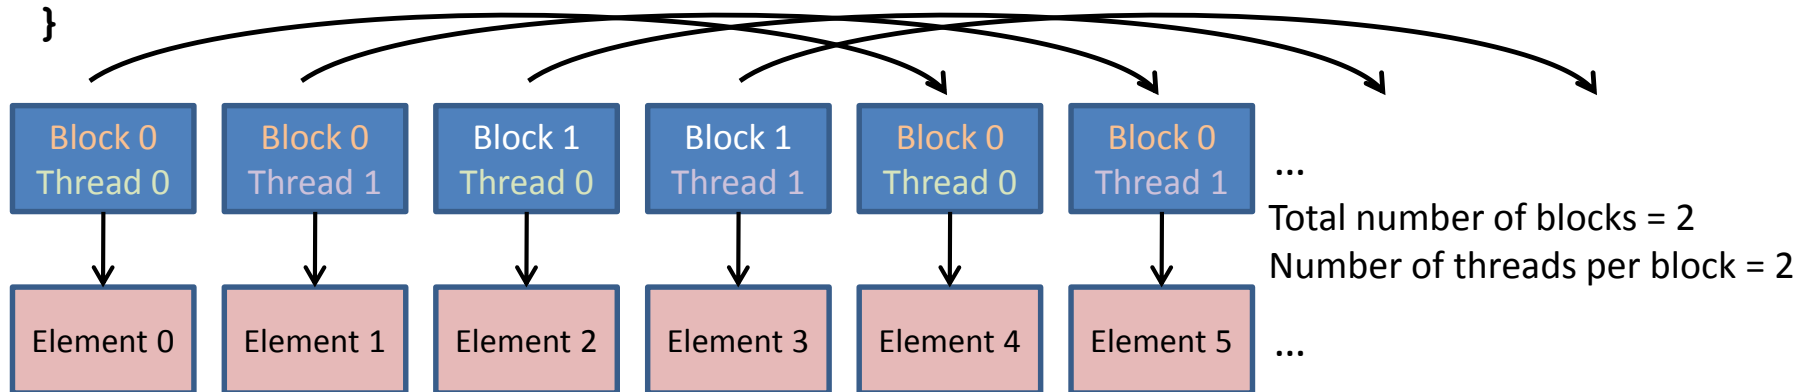 }
Block 0
Thread 0
Block 0
Thread 1
Block 1
Thread 0
Block 1
Thread 1
Block 0
Thread 0
Block 0
Thread 1
...
Total number of blocks = 2
Number of threads per block = 2
Element 0
Element 1
Element 2
Element 3
Element 4
Element 5
...